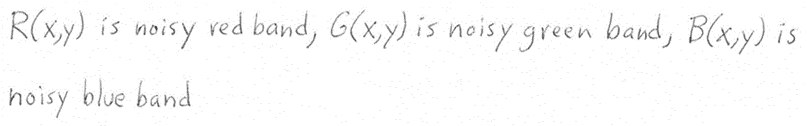 R(x,y) is noisy red band, G(x,y) is noisy green band, B(x,y) is
noisy blue band